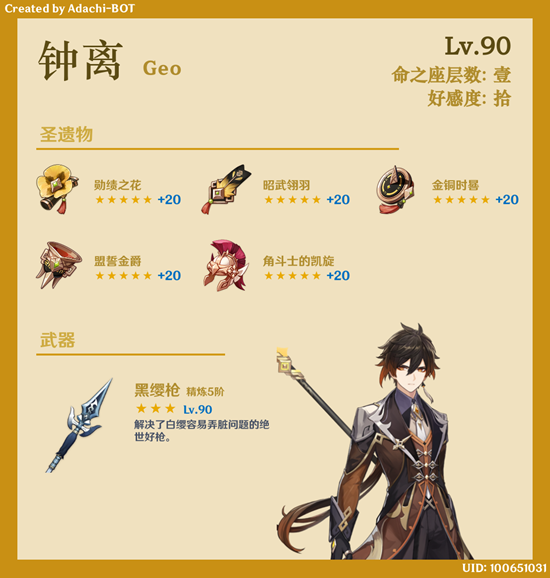 Created by Adachi-BOT
钟离 Geo
Lv.90
命之座层数: 壹
好感度: 拾
圣遗物
勋绩之花
★★★★★ +20
昭武翎羽
★★★★★ +20
金铜时晷
★★★★★ +20
盟誓金爵
★★★★★ +20
角斗士的凯旋
★★★★★ +20
武器
黑缨枪 精炼5阶
★★★ Lv.90
解决了白缨容易弄脏问题的绝
世好枪。
UID: 100651031